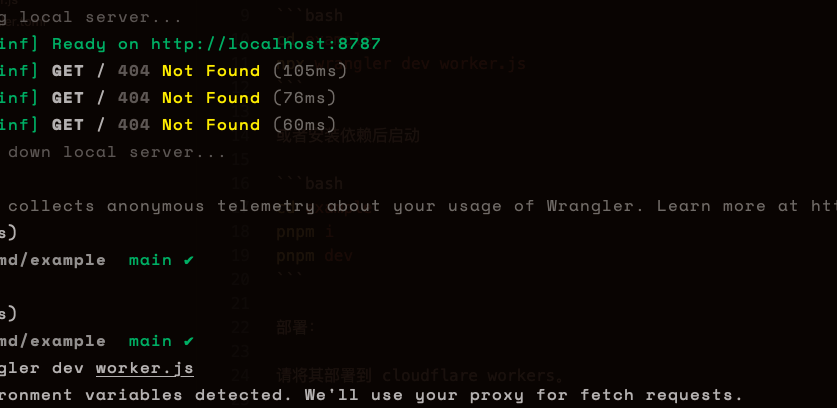 g local server...
inf] Ready on http://localhost:8787
inf] GET / 404 Not Found (105ms)
inf] GET / 404 Not Found (76ms)
inf] GET / 404 Not Found (60ms)
down local server...
collects anonymous telemetry about your usage of Wrangler. Learn more at htt
s)
md/example main ✔
s)
md/example main ✔
gler dev worker.js
ronment variables detected. We'll use your proxy for fetch requests.
9 ```bash
wrangler dev worker.js
或者安装依赖后启动
15
16 ```bash
18 pnpm i
19 pnpm dev
20 ```
21
22 部署:
23
24 请将其部署到 cloudflare workers。